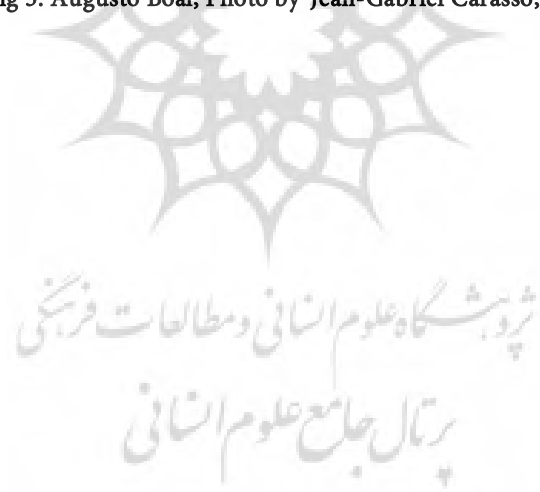 Augusto Boal, Photo by Jean-Gabriel Carasso,
پژوهشگاه علوم انسانی و مطالعات فرهنگی
پرتال جامع علوم انسانی